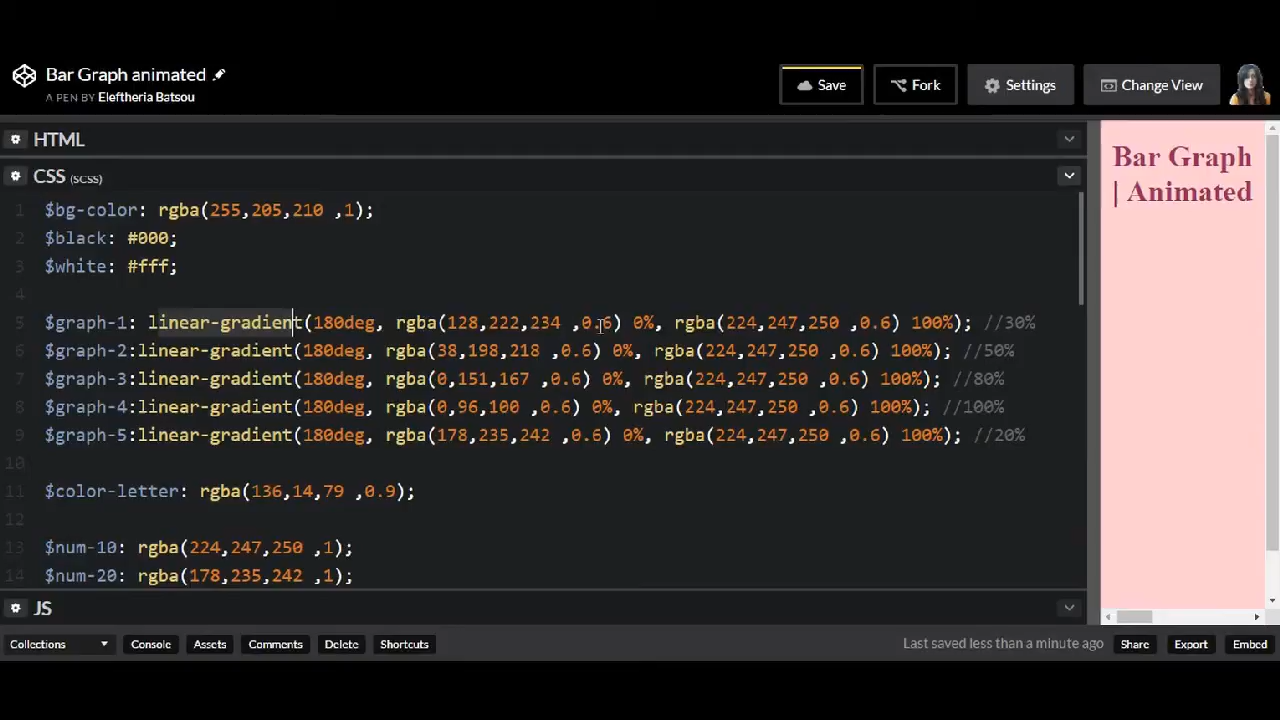 Bar Graph animated
A PEN BY Eleftheria Batsou
Save
Fork
Settings
Change View
HTML
CSS (SCSS)
1 $bg-color: rgba(255,205,210 ,1);
2 $black: #000;
3 $white: #fff;
4
5 $graph-1: linear-gradient(180deg, rgba(128,222,234 ,0.6) 0%, rgba(224,247,250 ,0.6) 100%); //30%
6 $graph-2:linear-gradient(180deg, rgba(38,198,218 ,0.6) 0%, rgba(224,247,250 ,0.6) 100%); //50%
7 $graph-3:linear-gradient(180deg, rgba(0,151,167 ,0.6) 0%, rgba(224,247,250 ,0.6) 100%); //80%
8 $graph-4:linear-gradient(180deg, rgba(0,96,100 ,0.6) 0%, rgba(224,247,250 ,0.6) 100%); //100%
9 $graph-5:linear-gradient(180deg, rgba(178,235,242 ,0.6) 0%, rgba(224,247,250 ,0.6) 100%); //20%
10
11 $color-letter: rgba(136,14,79 ,0.9);
12
13 $num-10: rgba(224,247,250 ,1);
14 $num-20: rgba(178,235,242 ,1);
JS
Bar Graph
| Animated
Collections
Console
Assets
Comments
Delete
Shortcuts
Last saved less than a minute ago
Share
Export
Embed